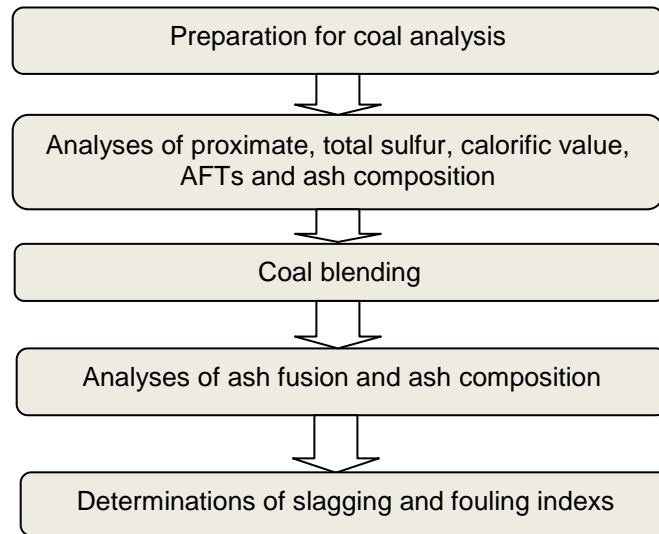 Preparation for coal analysis
Analyses of proximate, total sulfur, calorific value,
AFTs and ash composition
Coal blending
Analyses of ash fusion and ash composition
Determinations of slagging and fouling indexs